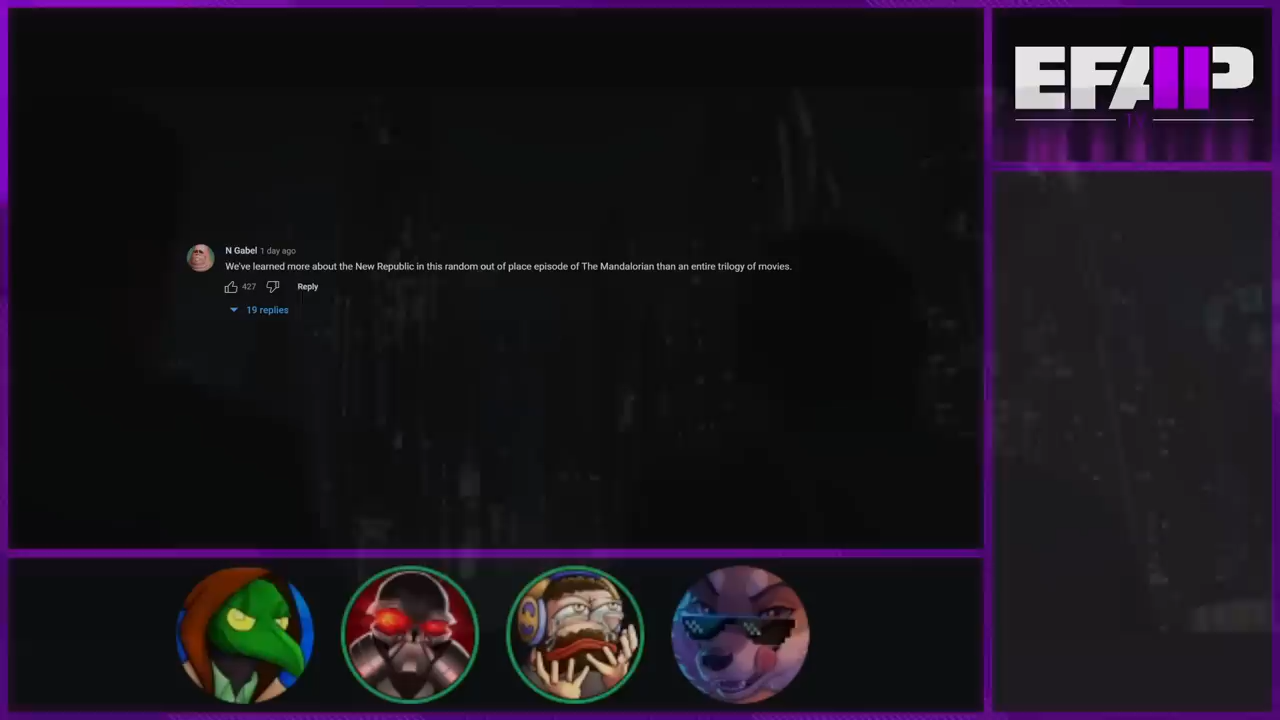 EFAP
N Gabel 1 day ago
We've learned more about the New Republic in this random out of place episode of The Mandalorian than an entire trilogy of movies.
427 Reply
19 replies